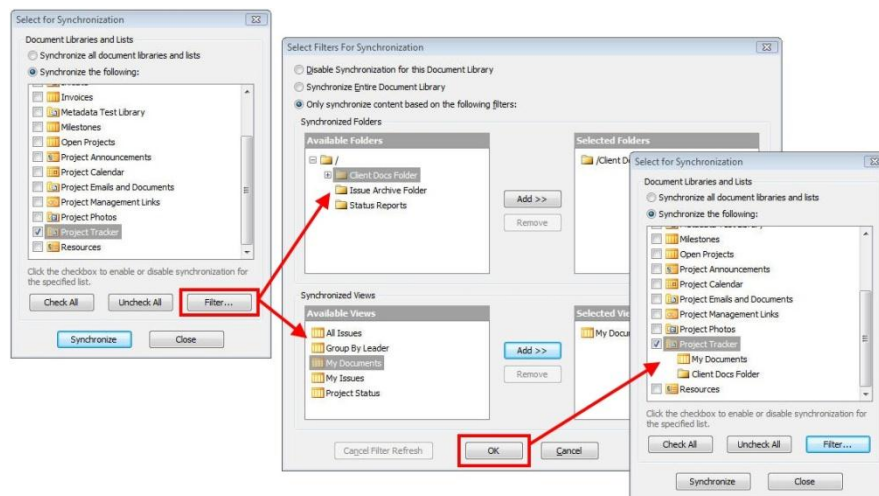 Select for Synchronization
Document Libraries and Lists
Synchronize all document libraries and lists
Synchronize the following:
Invoices
Metadata Test Library
Milestones
Open Projects
Project Announcements
Project Calendar
Project Emails and Documents
Project Management Links
Project Photos
Project Tracker
Resources
Click the checkbox to enable or disable synchronization for
the specified list.
Check All Uncheck All Filter...
Synchronize Close
Select Filters For Synchronization
Disable Synchronization for this Document Library
Synchronize Entire Document Library
Only synchronize content based on the following filters:
Synchronized Folders
Available Folders Selected Folders
/ /Client Do
Client Docs Folder
Issue Archive Folder
Status Reports
Add >>
Remove
Synchronized Views
Available Views Selected Vie
All Issues My Docu
Group By Leader
My Documents
My Issues
Project Status
Add >>
Remove
Cancel Filter Refresh OK Cancel
Select for Synchronization
Document Libraries and Lists
Synchronize all document libraries and lists
Synchronize the following:
Milestones
Open Projects
Project Announcements
Project Calendar
Project Emails and Documents
Project Management Links
Project Photos
Project Tracker
My Documents
Client Docs Folder
Resources
Click the checkbox to enable or disable synchronization for
the specified list.
Check All Uncheck All Filter...
Synchronize Close